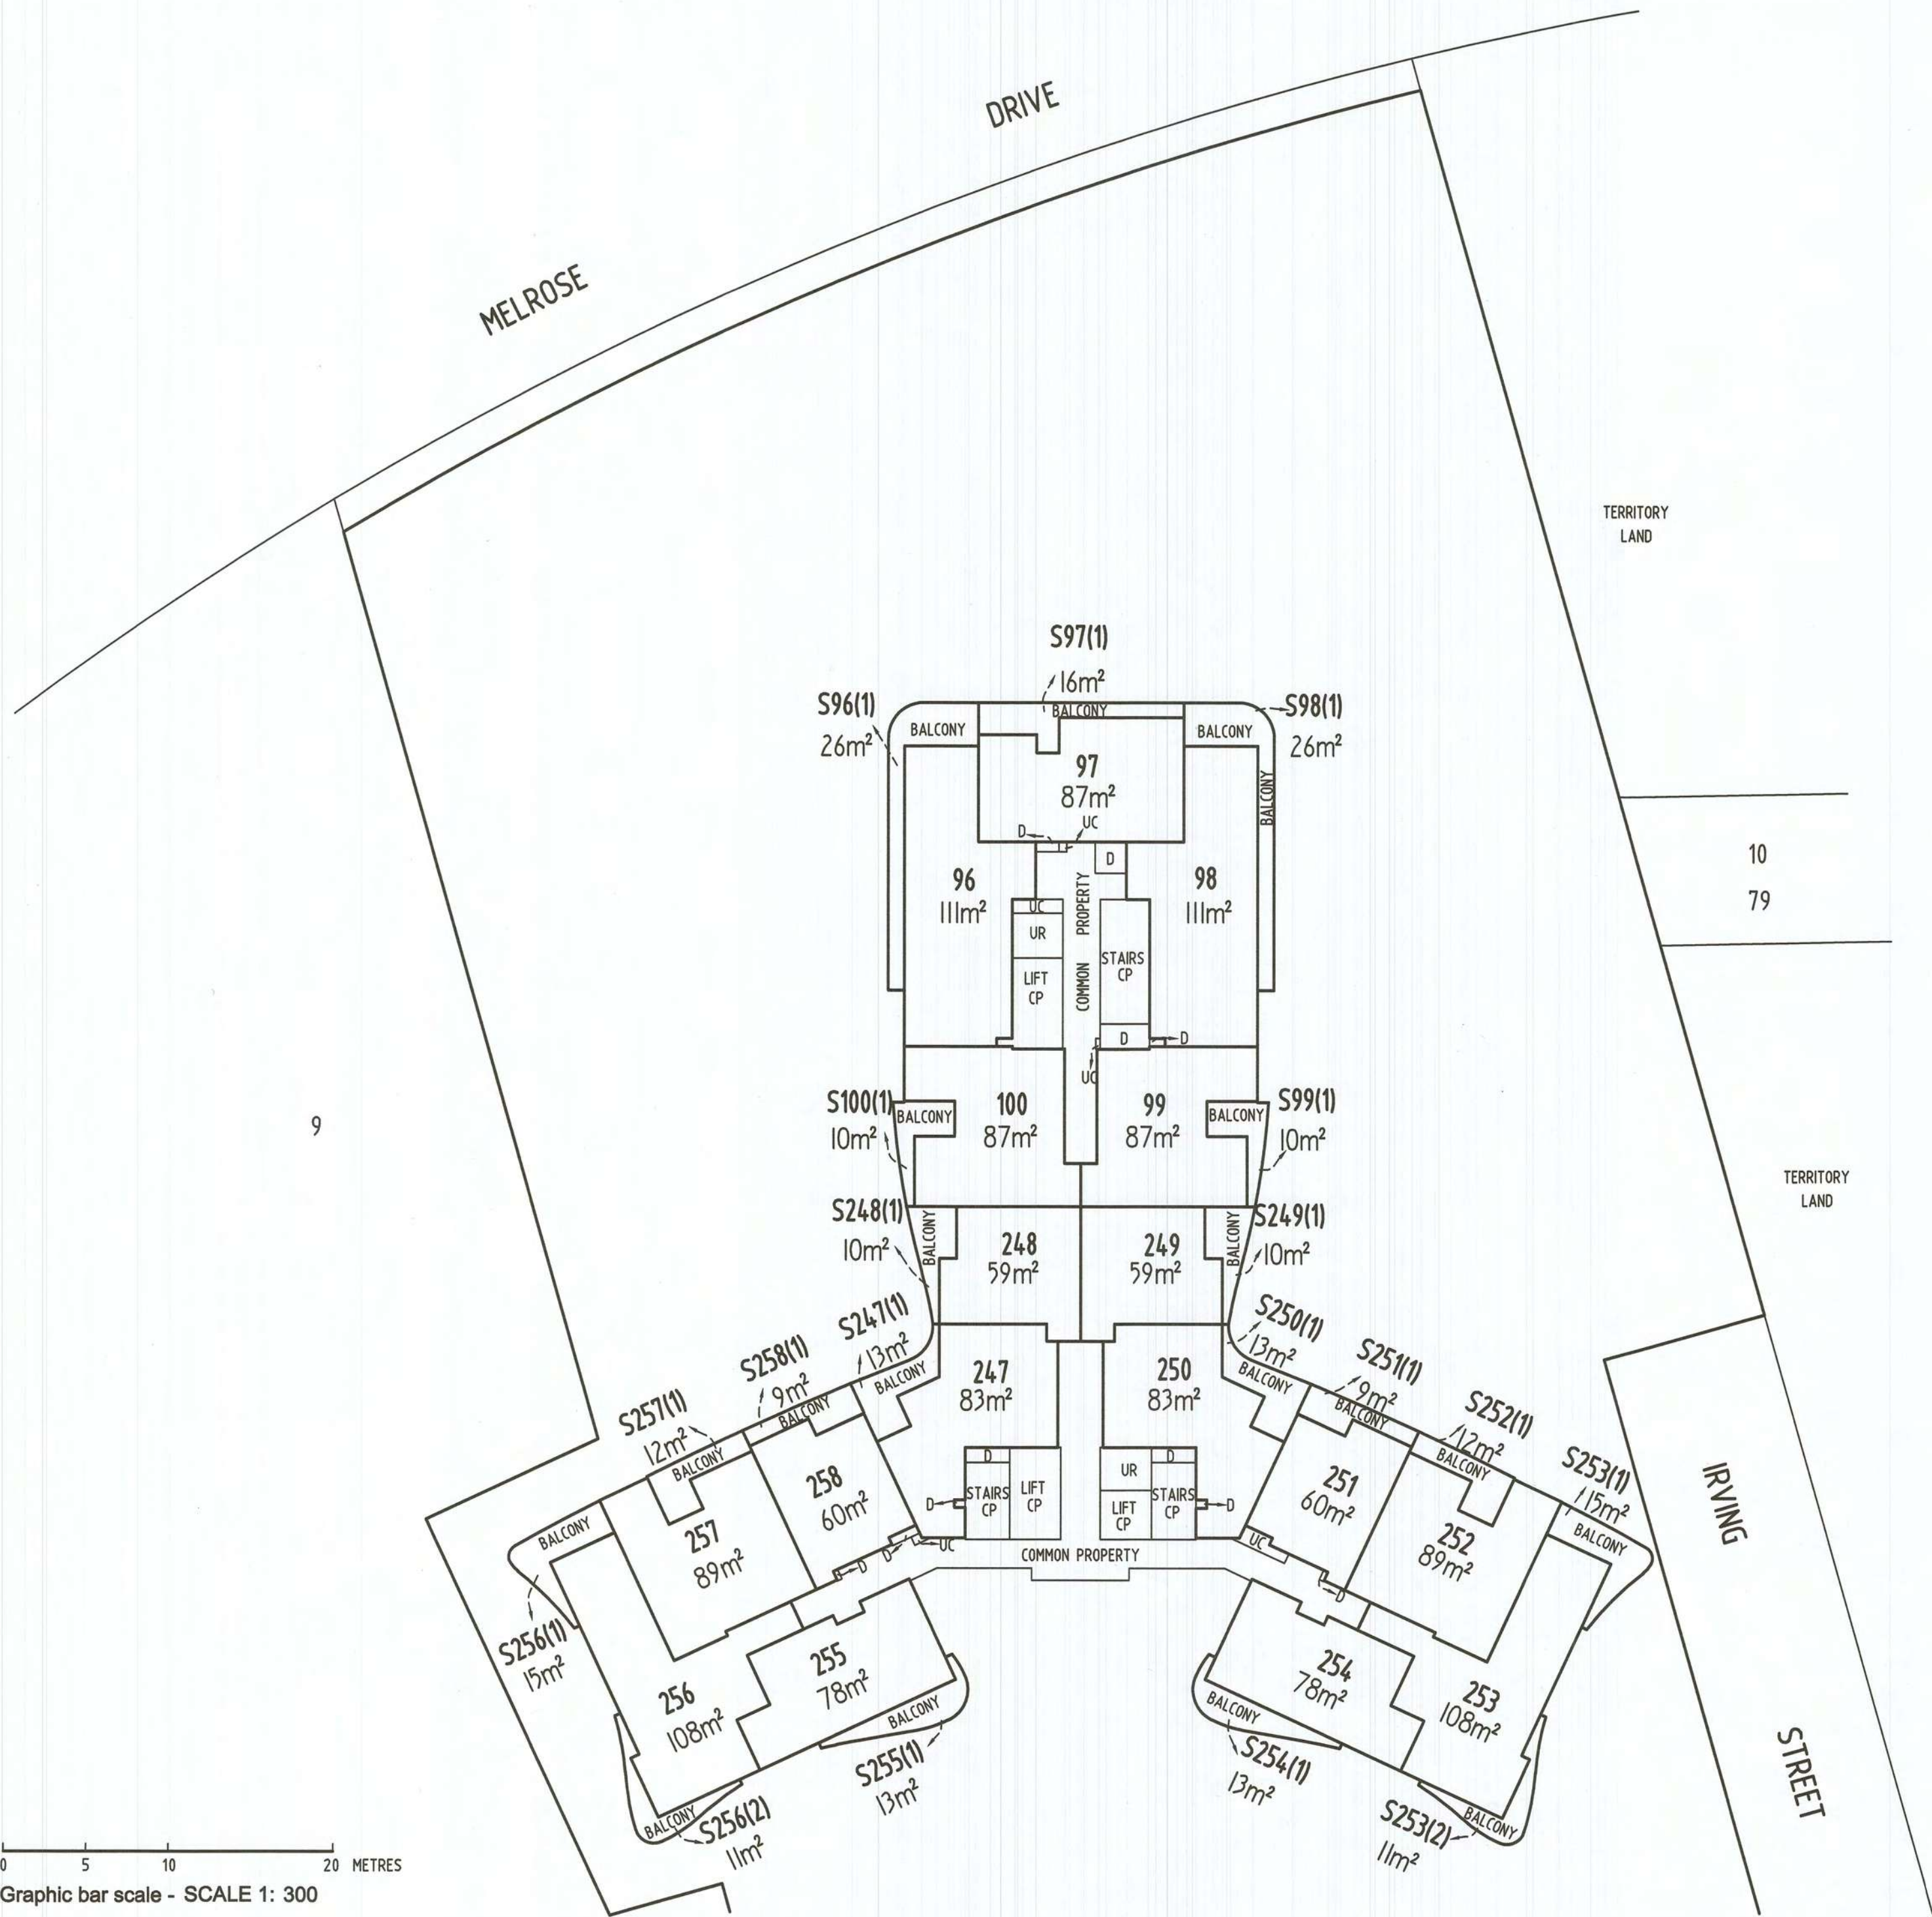 DRIVE
MELROSE
TERRITORY
LAND
S97(1)
16m²
S96(1)
26m²
S98(1)
26m²
BALCONY
BALCONY
BALCONY
BALCONY
97
87m²
D
UC
D
10
79
96
111m²
98
111m²
COMMON PROPERTY
UC
UR
LIFT
CP
STAIRS
CP
D
D
UC
9
S100(1)
10m²
BALCONY
100
87m²
99
87m²
BALCONY
S99(1)
10m²
TERRITORY
LAND
S248(1)
10m²
BALCONY
248
59m²
249
59m²
BALCONY
S249(1)
10m²
S247(1)
13m²
BALCONY
247
83m²
250
83m²
S250(1)
13m²
BALCONY
S258(1)
9m²
BALCONY
S251(1)
9m²
BALCONY
S257(1)
12m²
BALCONY
S252(1)
12m²
BALCONY
S253(1)
15m²
BALCONY
258
60m²
251
60m²
D
STAIRS
CP
LIFT
CP
D
UR
LIFT
CP
D
STAIRS
CP
D
IRVING
BALCONY
257
89m²
252
89m²
D
UC
D
COMMON PROPERTY
UC
D
S256(1)
15m²
255
78m²
254
78m²
256
108m²
253
108m²
BALCONY
S255(1)
13m²
BALCONY
S254(1)
13m²
STREET
BALCONY
S256(2)
11m²
BALCONY
S253(2)
11m²
0 5 10 20 METRES
Graphic bar scale - SCALE 1: 300